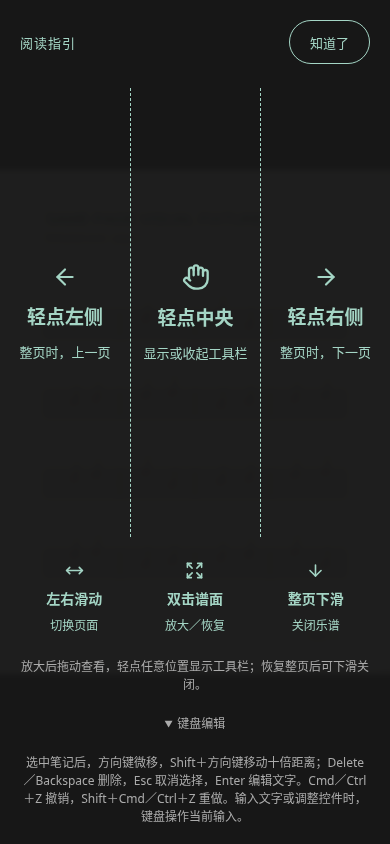 阅读指引
知道了
轻点左侧
整页时，上一页
轻点中央
显示或收起工具栏
轻点右侧
整页时，下一页
左右滑动
切换页面
双击谱面
放大／恢复
整页下滑
关闭乐谱
放大后拖动查看，轻点任意位置显示工具栏；恢复整页后可下滑关
闭。
▼ 键盘编辑
选中笔记后，方向键微移，Shift＋方向键移动十倍距离；Delete
／Backspace 删除，Esc 取消选择，Enter 编辑文字。Cmd／Ctrl
＋Z 撤销，Shift＋Cmd／Ctrl＋Z 重做。输入文字或调整控件时，
键盘操作当前输入。